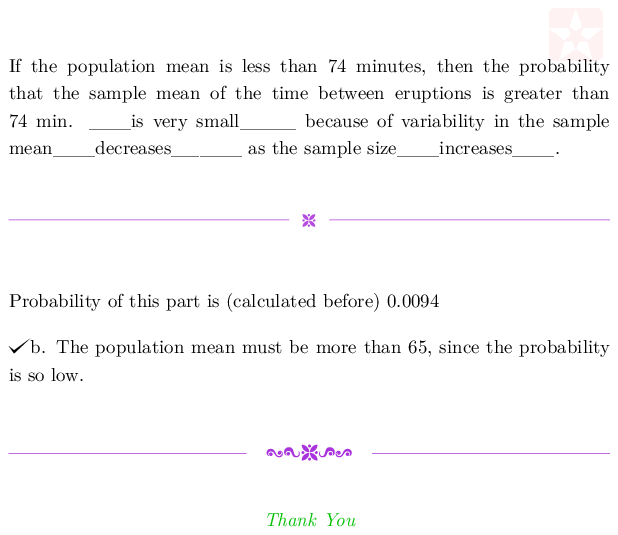 If the population mean is less than 74 minutes, then the probability
that the sample mean of the time between eruptions is greater than
74 min. ____is very small____ because of variability in the sample
mean____decreases_______ as the sample size____increases____.
Probability of this part is (calculated before) 0.0094
✓b. The population mean must be more than 65, since the probability
is so low.
Thank You